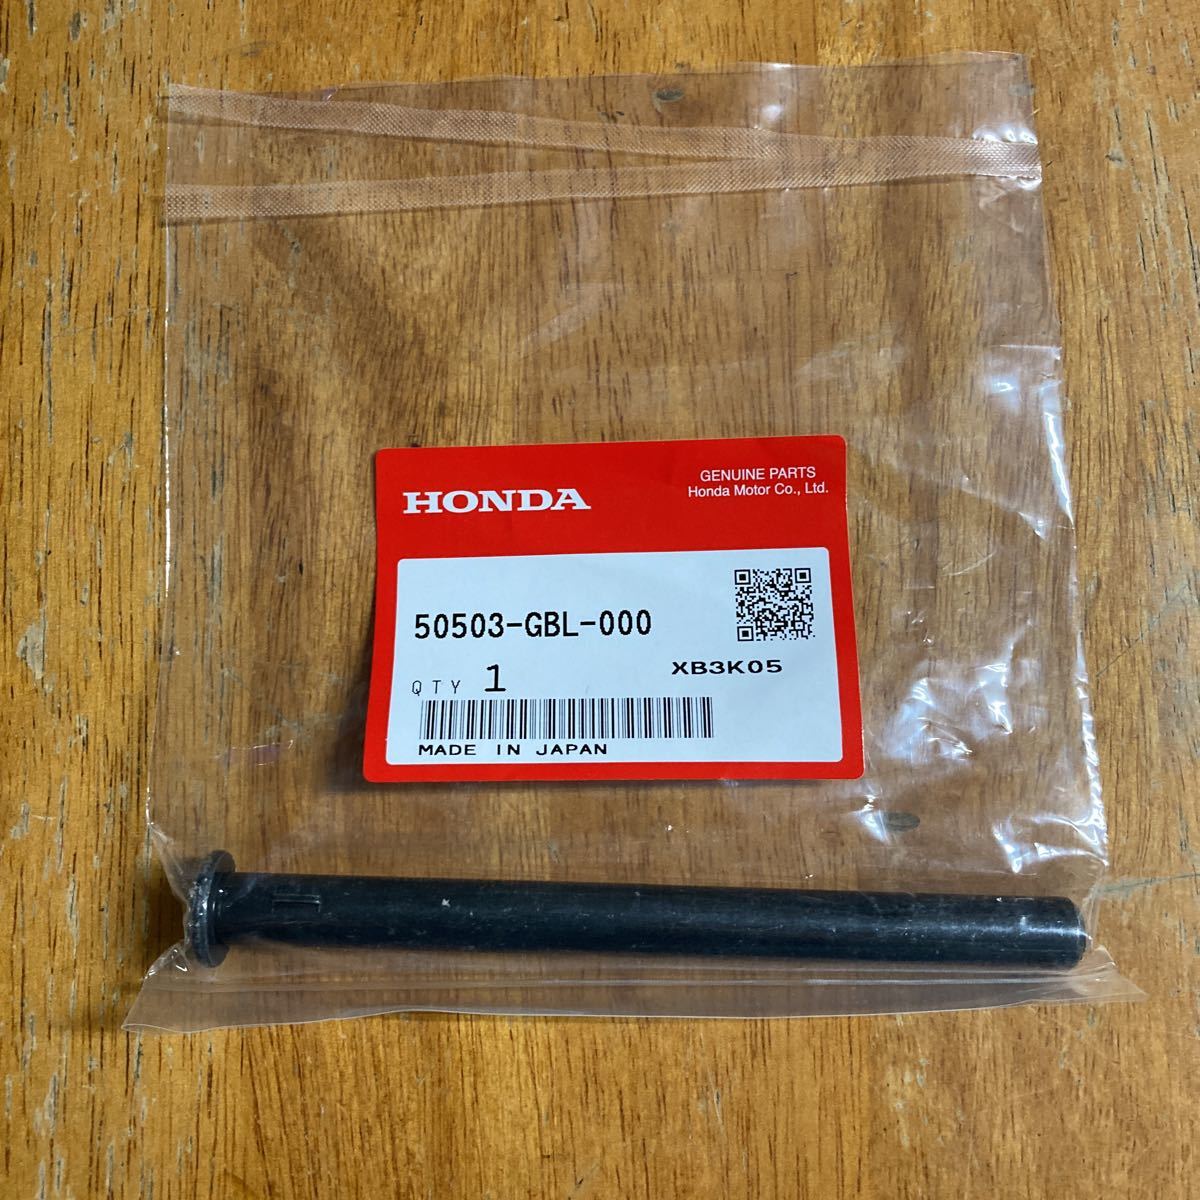 HONDA
GENUINE PARTS
Honda Motor Co., Ltd.
50503-GBL-000
XB3K05
QTY 1
MADE IN JAPAN